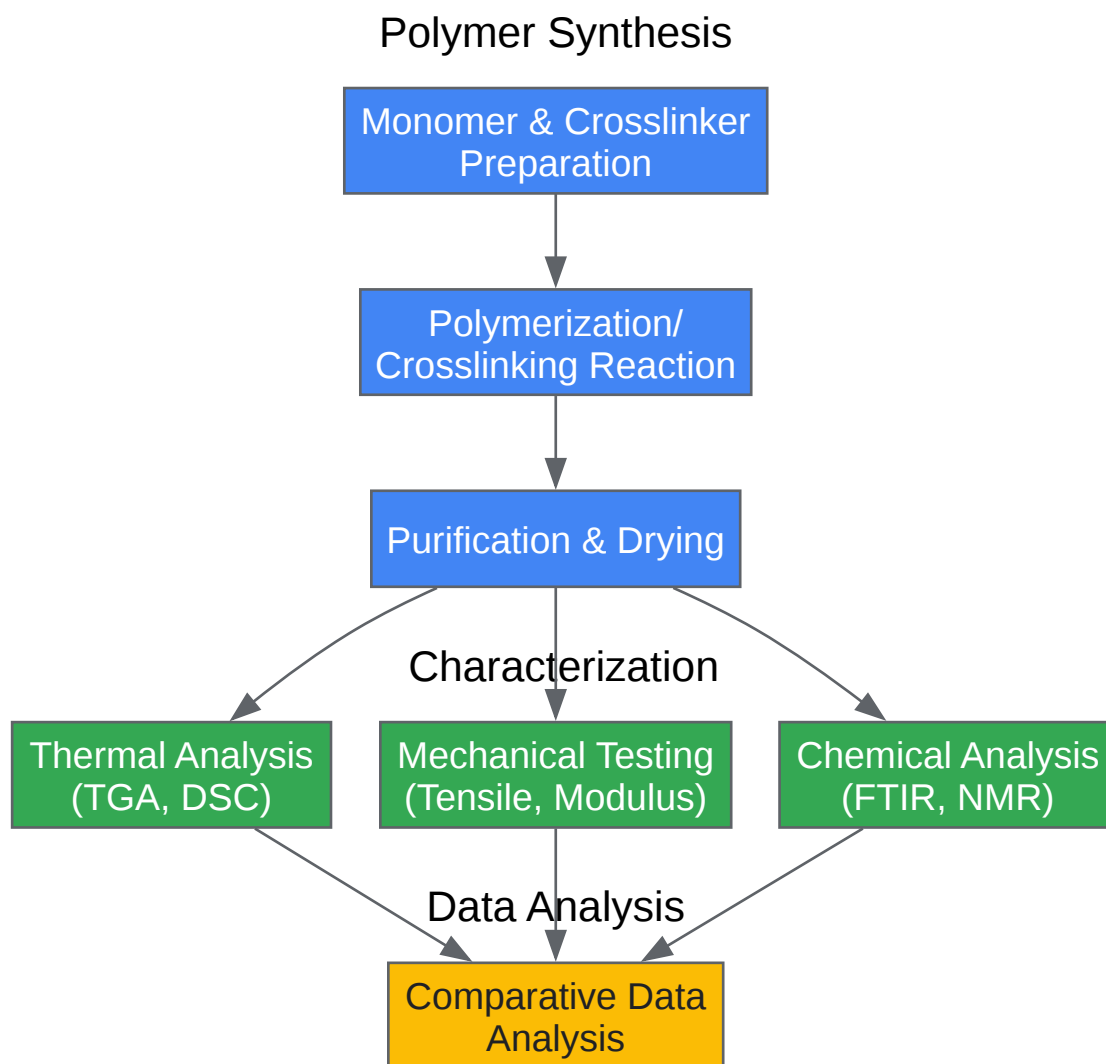 Polymer Synthesis
Monomer & Crosslinker
Preparation
Polymerization/
Crosslinking Reaction
Purification & Drying
Characterization
Thermal Analysis
(TGA, DSC)
Mechanical Testing
(Tensile, Modulus)
Chemical Analysis
(FTIR, NMR)
Data Analysis
Comparative Data
Analysis